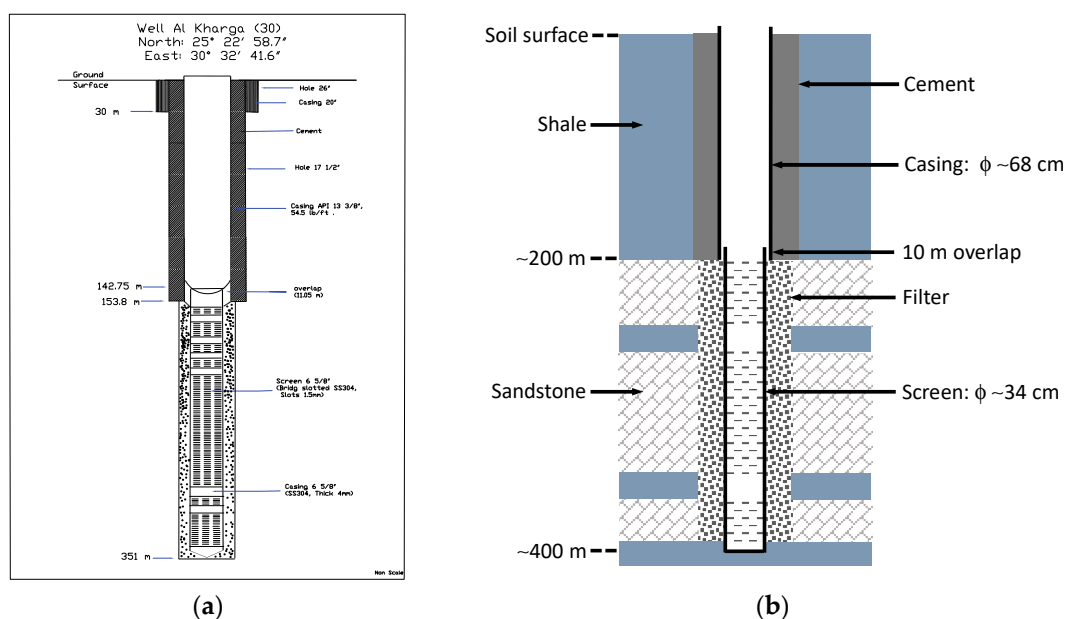 Well Al Kharga (30)
North: 25° 22' 58.7"
East: 30° 32' 41.6"
Ground
Surface
Hole 26"
Casing 20"
30 m
Cement
Hole 17 1/2"
Casing API 13 3/8",
54.5 lb/ft .
142.75 m
153.8 m
overlap
(11.05 m)
Screen 6 5/8"
(Bridg slotted SS304,
Slots 1.5mm)
Casing 6 5/8"
(SS304, Thick 4mm)
351 m
Non Scale
(a)
Soil surface
Cement
Shale
Casing: ϕ ~68 cm
10 m overlap
~200 m
Filter
Sandstone
Screen: ϕ ~34 cm
~400 m
(b)